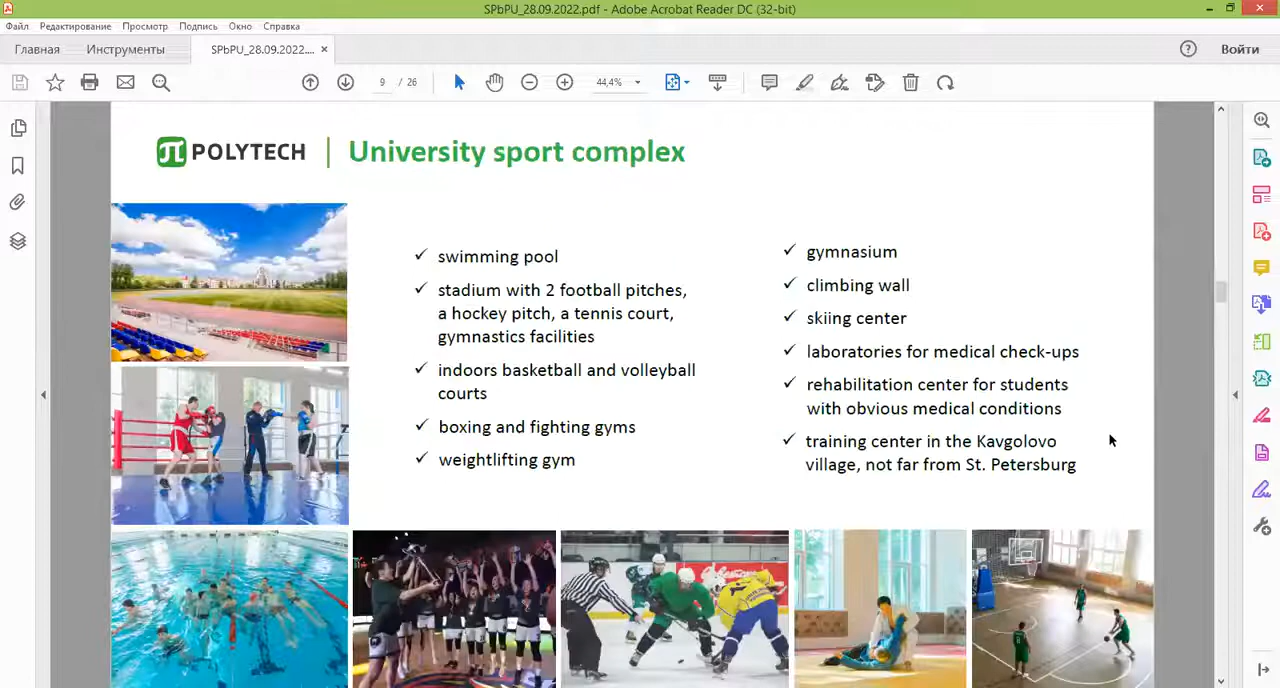 SPbPU_28.09.2022.pdf - Adobe Acrobat Reader DC (32-bit)
Файл Редактирование Просмотр Подпись Окно Справка
Главная Инструменты SPbPU_28.09.2022.... × Войти
9 / 26 44,4%
POLYTECH | University sport complex
✓ swimming pool
✓ stadium with 2 football pitches,
a hockey pitch, a tennis court,
gymnastics facilities
✓ indoors basketball and volleyball
courts
✓ boxing and fighting gyms
✓ weightlifting gym
✓ gymnasium
✓ climbing wall
✓ skiing center
✓ laboratories for medical check-ups
✓ rehabilitation center for students
with obvious medical conditions
✓ training center in the Kavgolovo
village, not far from St. Petersburg